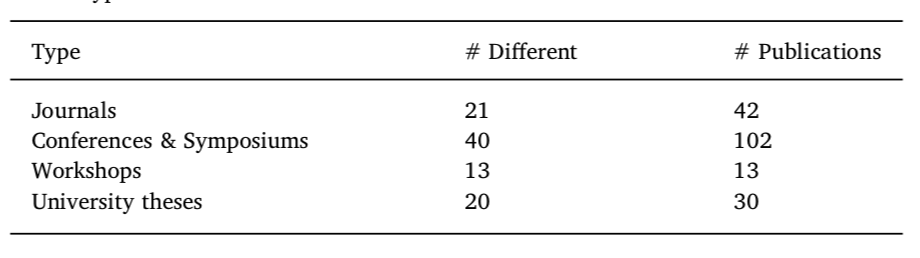 Type # Different # Publications
Journals 21 42
Conferences & Symposiums 40 102
Workshops 13 13
University theses 20 30